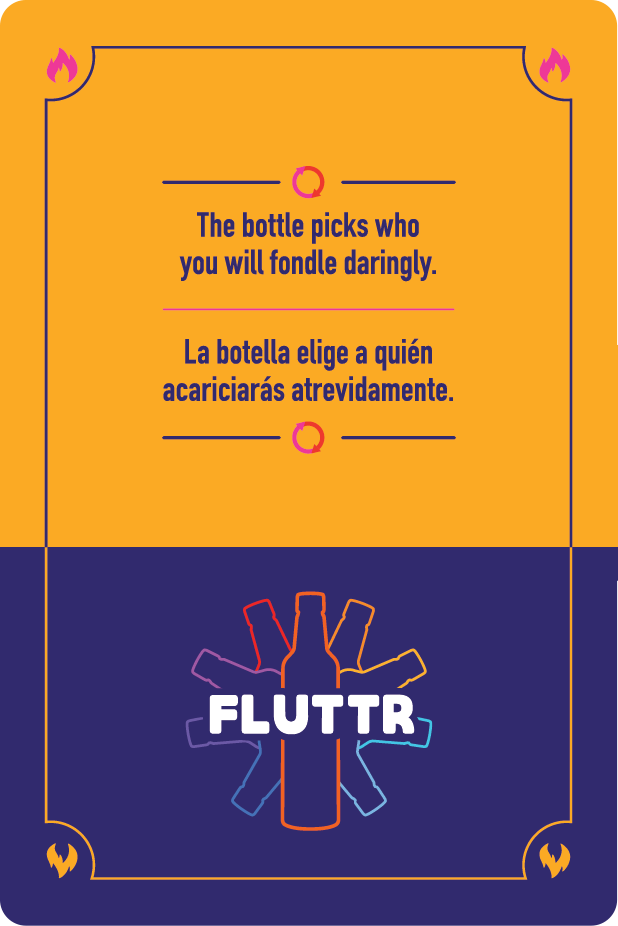 The bottle picks who
you will fondle daringly.
La botella elige a quién
acariciarás atrevidamente.
FLUTTR